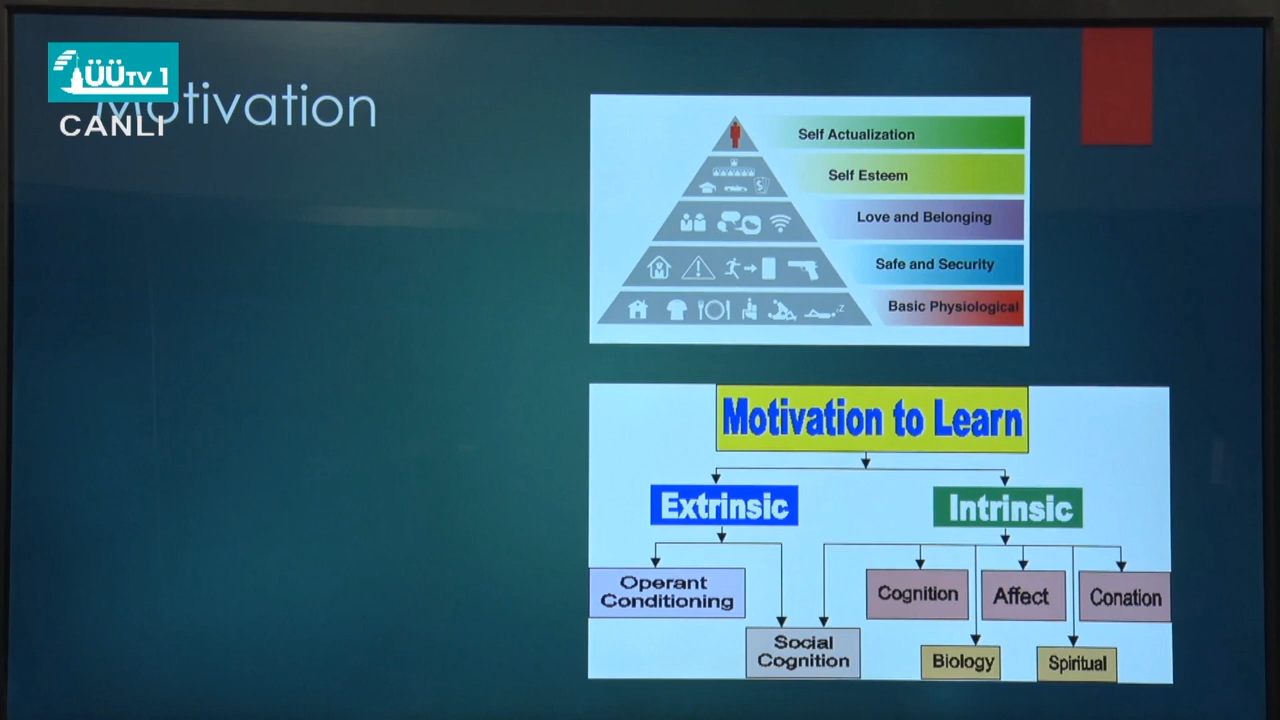 ÜÜTV 1
CANLI
Motivation
Self Actualization
Self Esteem
Love and Belonging
Safe and Security
Basic Physiological
Motivation to Learn
Extrinsic
Intrinsic
Operant
Conditioning
Social
Cognition
Cognition
Affect
Conation
Biology
Spiritual